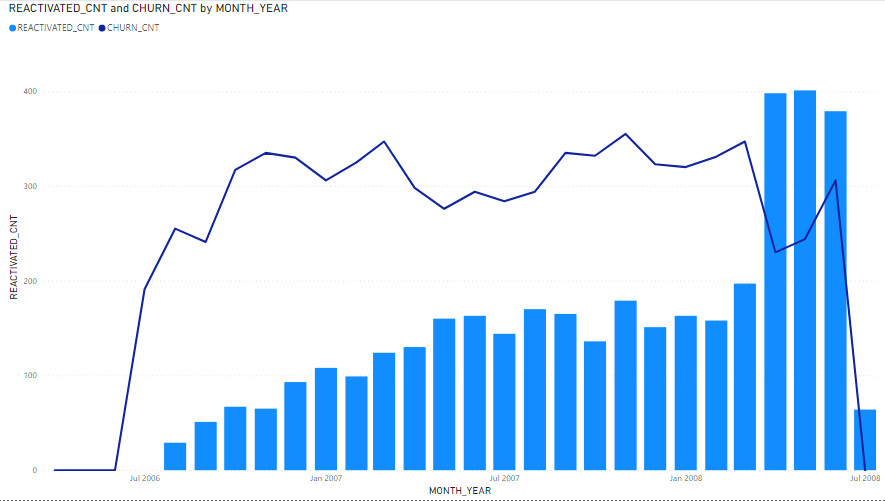 REACTIVATED_CNT and CHURN_CNT by MONTH_YEAR
REACTIVATED_CNT CHURN_CNT
400
300
200
100
0
REACTIVATED_CNT
Jul 2006 Jan 2007 Jul 2007 Jan 2008 Jul 2008
MONTH_YEAR